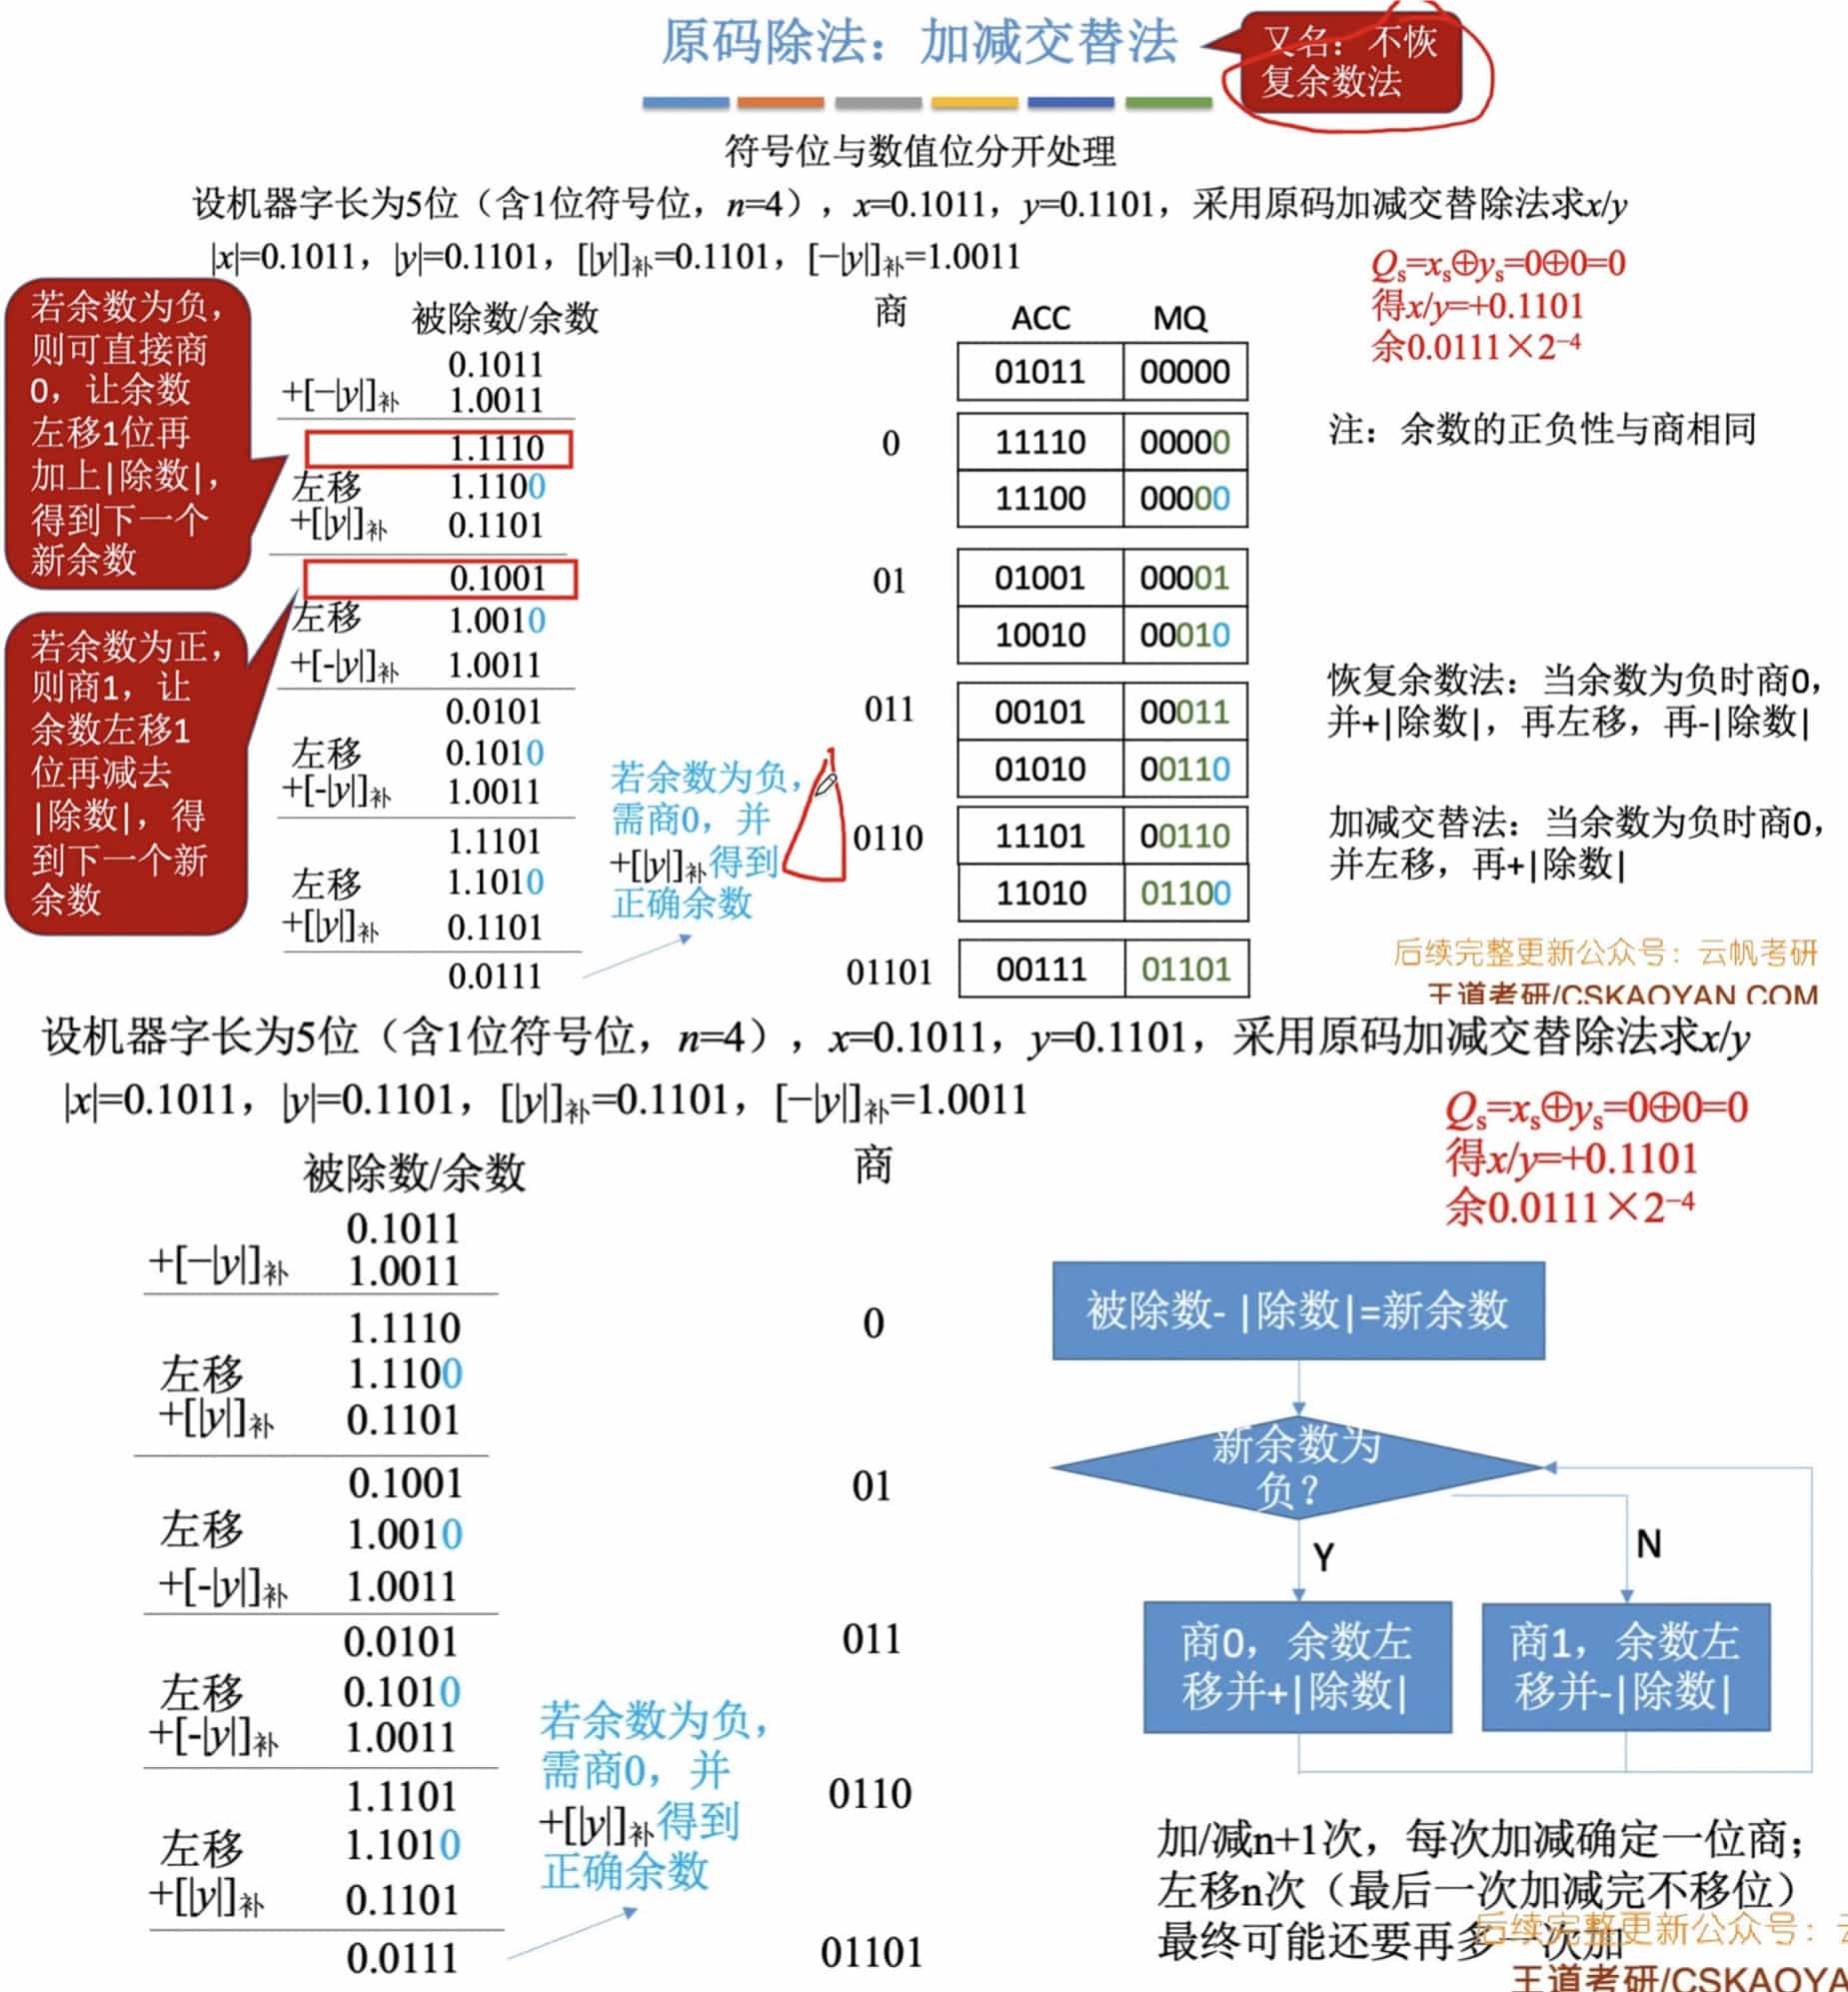 原码除法：加减交替法
又名：不恢
复余数法
符号位与数值位分开处理
设机器字长为5位（含1位符号位，n=4），x=0.1011，y=0.1101，采用原码加减交替除法求x/y
|x|=0.1011，|y|=0.1101，[|y|]补=0.1101，[−|y|]补=1.0011
Qs=xs⊕ys=0⊕0=0
得x/y=+0.1101
余0.0111×2⁻⁴
若余数为负，
则可直接商
0，让余数
左移1位再
加上|除数|，
得到下一个
新余数
若余数为正，
则商1，让
余数左移1
位再减去
|除数|，得
到下一个新
余数
被除数/余数 商 ACC MQ
0.1011 01011 00000
+[−|y|]补 1.0011
1.1110 0 11110 00000
左移 1.1100 11100 00000
+[|y|]补 0.1101
0.1001 01 01001 00001
左移 1.0010 10010 00010
+[-|y|]补 1.0011
0.0101 011 00101 00011
左移 0.1010 01010 00110
+[-|y|]补 1.0011
1.1101 0110 11101 00110
左移 1.1010 11010 01100
+[|y|]补 0.1101
0.0111 01101 00111 01101
若余数为负，
需商0，并
+[|y|]补得到
正确余数
注：余数的正负性与商相同
恢复余数法：当余数为负时商0，
并+|除数|，再左移，再-|除数|
加减交替法：当余数为负时商0，
并左移，再+|除数|
后续完整更新公众号：云帆考研
王道考研/CSKAOYAN.COM
设机器字长为5位（含1位符号位，n=4），x=0.1011，y=0.1101，采用原码加减交替除法求x/y
|x|=0.1011，|y|=0.1101，[|y|]补=0.1101，[−|y|]补=1.0011
Qs=xs⊕ys=0⊕0=0
得x/y=+0.1101
余0.0111×2⁻⁴
被除数/余数 商
0.1011
+[−|y|]补 1.0011
1.1110 0
左移 1.1100
+[|y|]补 0.1101
0.1001 01
左移 1.0010
+[-|y|]补 1.0011
0.0101 011
左移 0.1010
+[-|y|]补 1.0011
1.1101 0110
左移 1.1010
+[|y|]补 0.1101
0.0111 01101
若余数为负，
需商0，并
+[|y|]补得到
正确余数
被除数-|除数|=新余数
新余数为
负？
Y
N
商0，余数左
移并+|除数|
商1，余数左
移并-|除数|
加/减n+1次，每次加减确定一位商；
左移n次（最后一次加减完不移位）
最终可能还要再多一次加
后续完整更新公众号：
王道考研/CSKAOYA